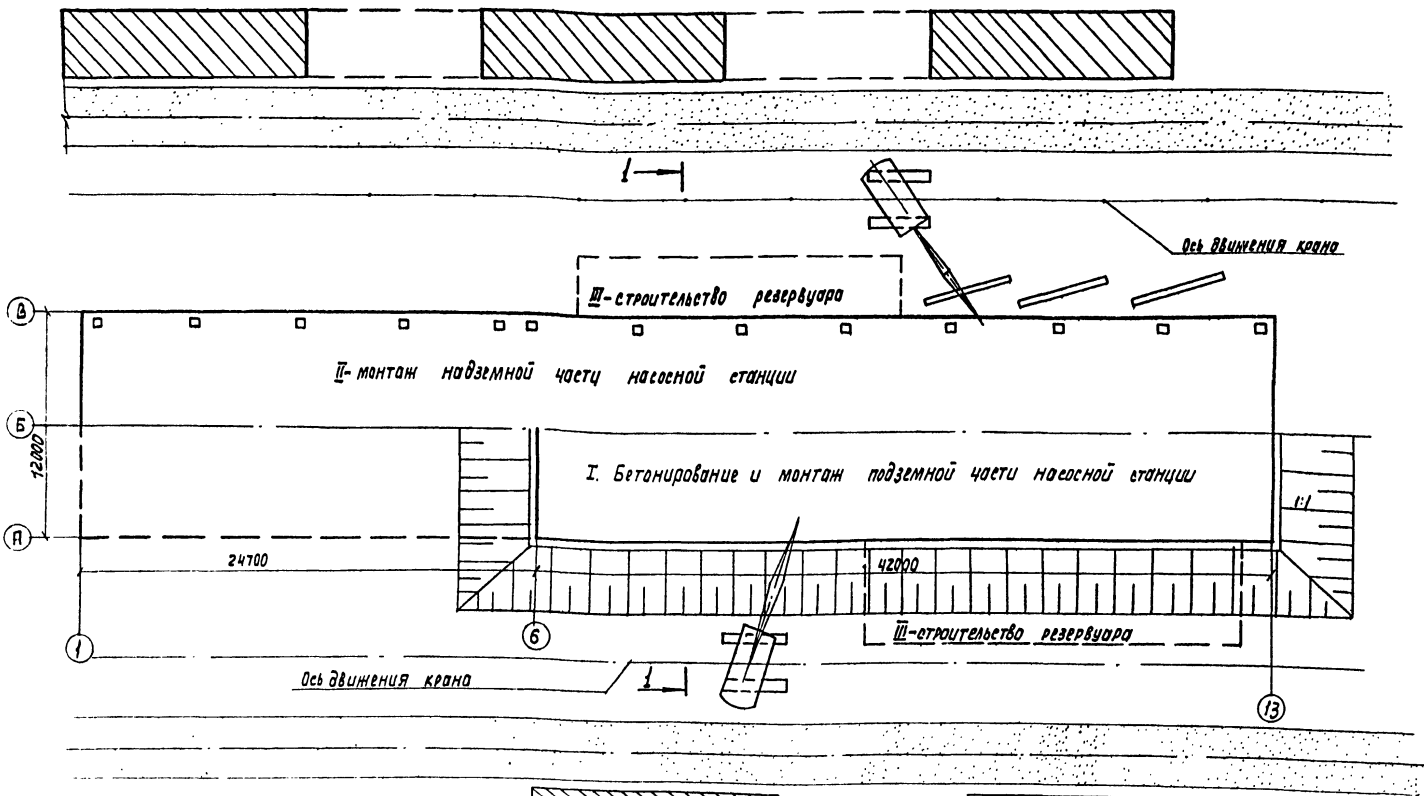 1
Ось движения крана
III-строительство резервуара
В
II- монтаж надземной части насосной станции
Б
12000
I. Бетонирование и монтаж подземной части насосной станции
1:1
А
24700
42000
1
6
III-строительство резервуара
Ось движения крана
1
13